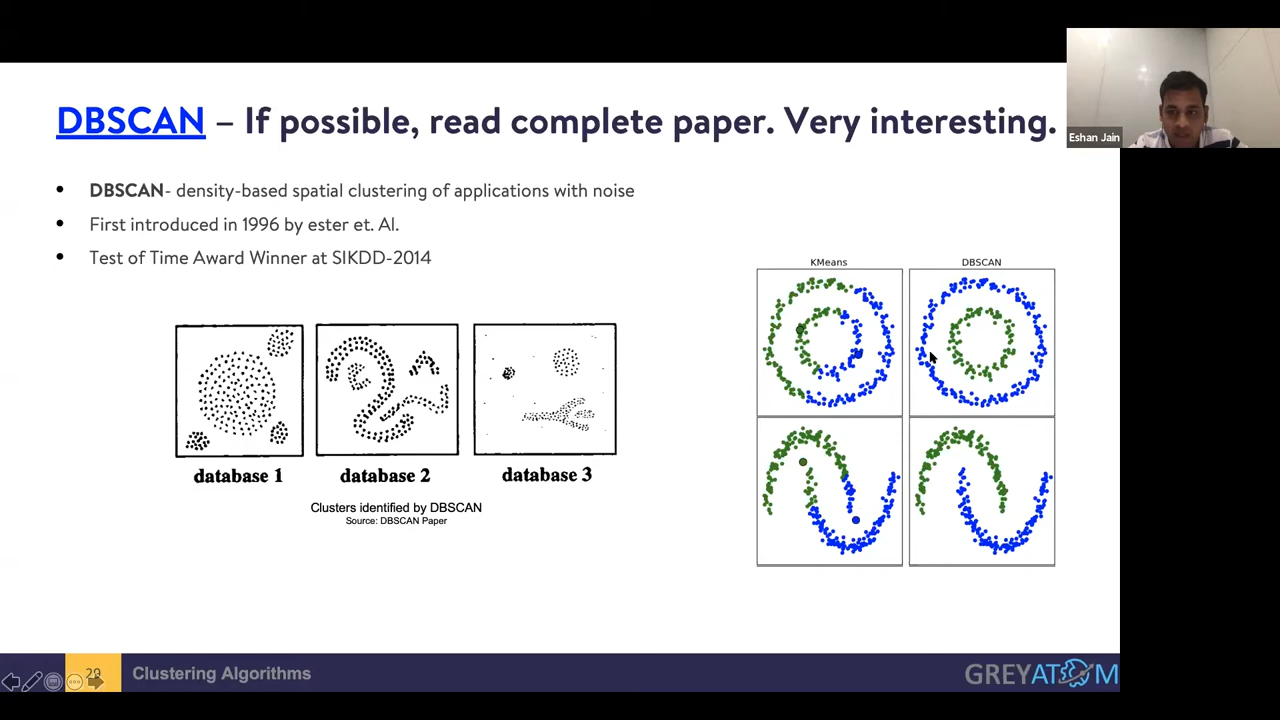 DBSCAN – If possible, read complete paper. Very interesting.
Eshan Jain
• DBSCAN- density-based spatial clustering of applications with noise
• First introduced in 1996 by ester et. Al.
• Test of Time Award Winner at SIKDD-2014
KMeans
DBSCAN
database 1
database 2
database 3
Clusters identified by DBSCAN
Source: DBSCAN Paper
29
Clustering Algorithms
GREYATOM